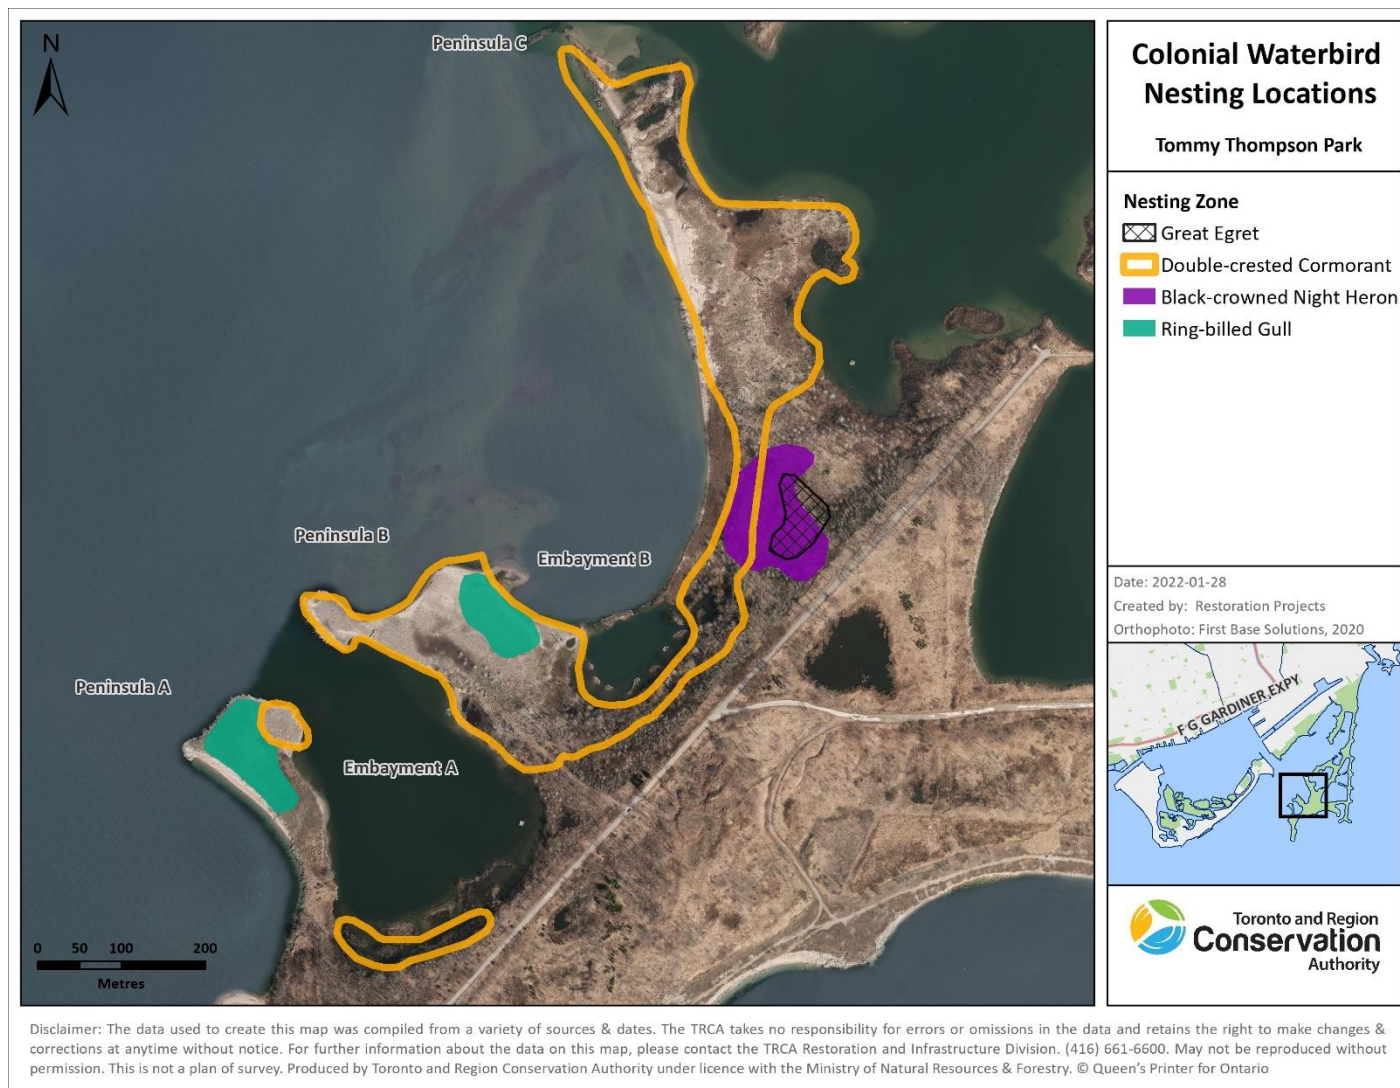 N
Peninsula C
Peninsula B
Embayment B
Peninsula A
Embayment A
0 50 100 200
Metres
Colonial Waterbird
Nesting Locations
Tommy Thompson Park
Nesting Zone
Great Egret
Double-crested Cormorant
Black-crowned Night Heron
Ring-billed Gull
Date: 2022-01-28
Created by: Restoration Projects
Orthophoto: First Base Solutions, 2020
F G GARDINER EXPY
Toronto and Region
Conservation
Authority
Disclaimer: The data used to create this map was compiled from a variety of sources & dates. The TRCA takes no responsibility for errors or omissions in the data and retains the right to make changes &
corrections at anytime without notice. For further information about the data on this map, please contact the TRCA Restoration and Infrastructure Division. (416) 661-6600. May not be reproduced without
permission. This is not a plan of survey. Produced by Toronto and Region Conservation Authority under licence with the Ministry of Natural Resources & Forestry. © Queen's Printer for Ontario